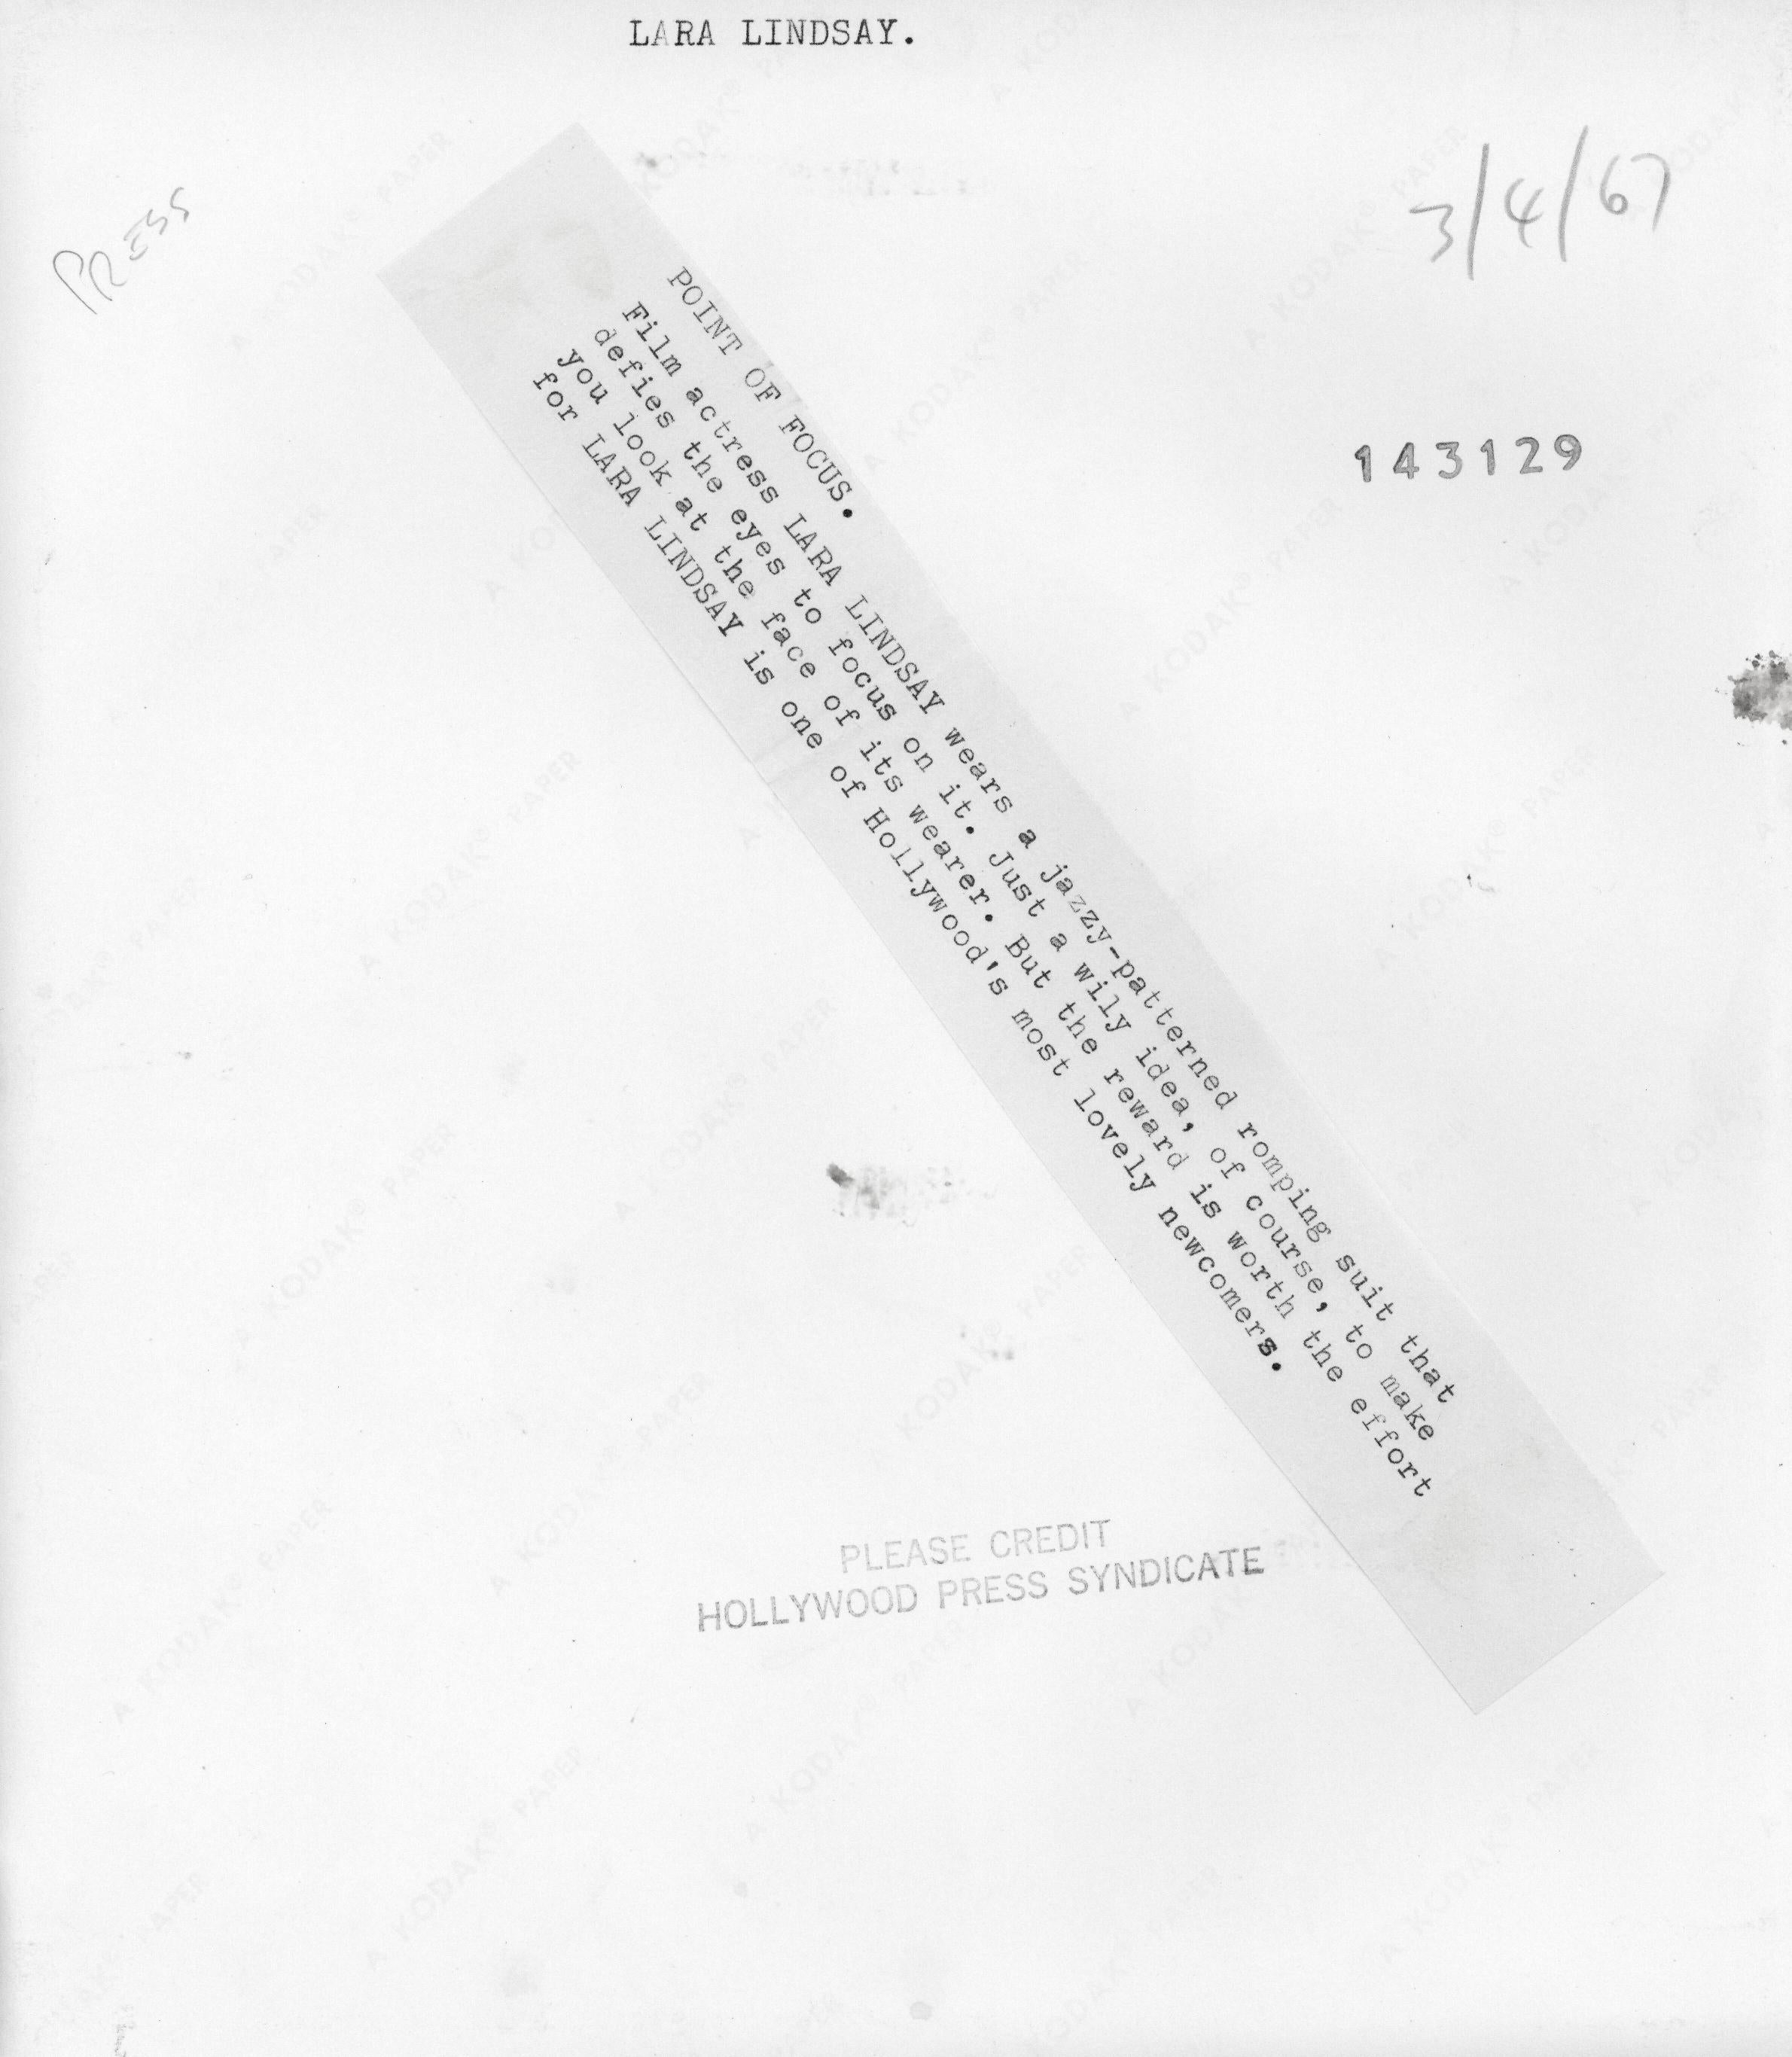 LARA LINDSAY.
PRESS
3/4/67
143129
POINT OF FOCUS.
Film actress LARA LINDSAY wears a jazzy-patterned romping suit that
defies the eyes to focus on it. Just a wily idea, of course, to make
you look at the face of its wearer. But the reward is worth the effort
for LARA LINDSAY is one of Hollywood's most lovely newcomers.
PLEASE CREDIT
HOLLYWOOD PRESS SYNDICATE
A KODAK® PAPER